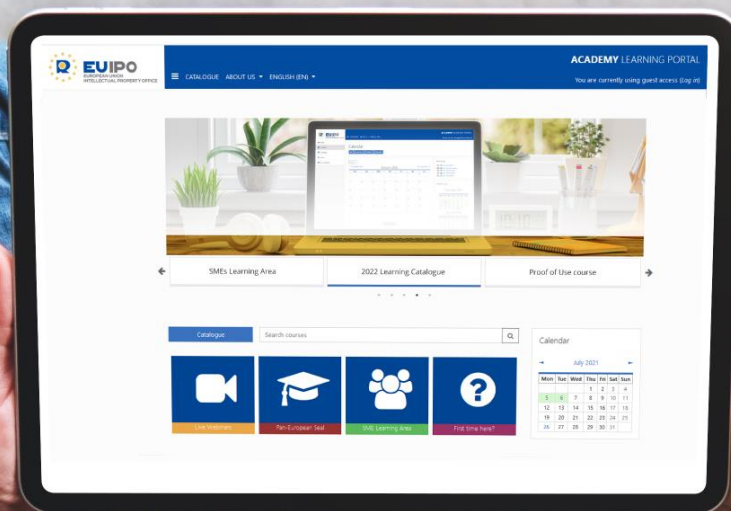 EUIPO
EUROPEAN UNION
INTELLECTUAL PROPERTY OFFICE
CATALOGUE ABOUT US ENGLISH (EN)
ACADEMY LEARNING PORTAL
You are currently using guest access (Log in)
Calendar
SMEs Learning Area
2022 Learning Catalogue
Proof of Use course
Catalogue
Search courses
Live Webinars
Pan-European Seal
SME Learning Area
First time here?
Calendar
July 2021
Mon Tue Wed Thu Fri Sat Sun
1 2 3 4
5 6 7 8 9 10 11
12 13 14 15 16 17 18
19 20 21 22 23 24 25
26 27 28 29 30 31